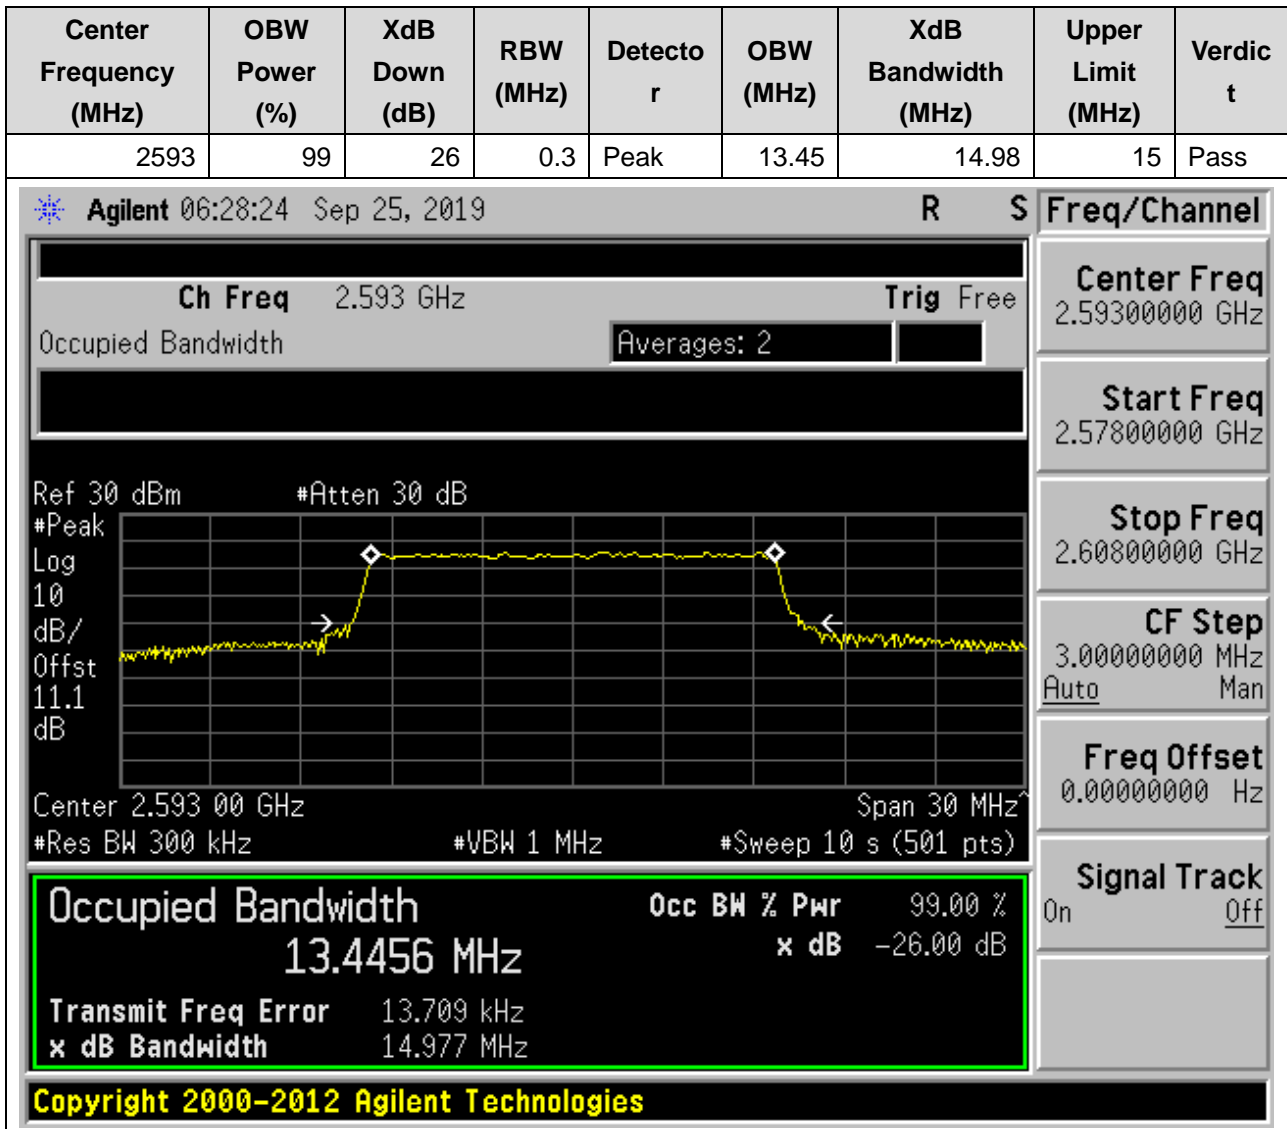 Center Frequency (MHz) OBW Power (%) XdB Down (dB) RBW (MHz) Detecto r OBW (MHz) XdB Bandwidth (MHz) Upper Limit (MHz) Verdic t
2593 99 26 0.3 Peak 13.45 14.98 15 Pass
Agilent 06:28:24 Sep 25, 2019 R S
Ch Freq 2.593 GHz Trig Free
Occupied Bandwidth Averages: 2
Ref 30 dBm #Atten 30 dB
#Peak
Log
10
dB/
Offst
11.1
dB
Center 2.593 00 GHz Span 30 MHz^
#Res BW 300 kHz #VBW 1 MHz #Sweep 10 s (501 pts)
Occupied Bandwidth Occ BW % Pwr 99.00 %
13.4456 MHz x dB -26.00 dB
Transmit Freq Error 13.709 kHz
x dB Bandwidth 14.977 MHz
Copyright 2000-2012 Agilent Technologies
Freq/Channel
Center Freq
2.59300000 GHz
Start Freq
2.57800000 GHz
Stop Freq
2.60800000 GHz
CF Step
3.00000000 MHz
Auto Man
Freq Offset
0.00000000 Hz
Signal Track
On Off